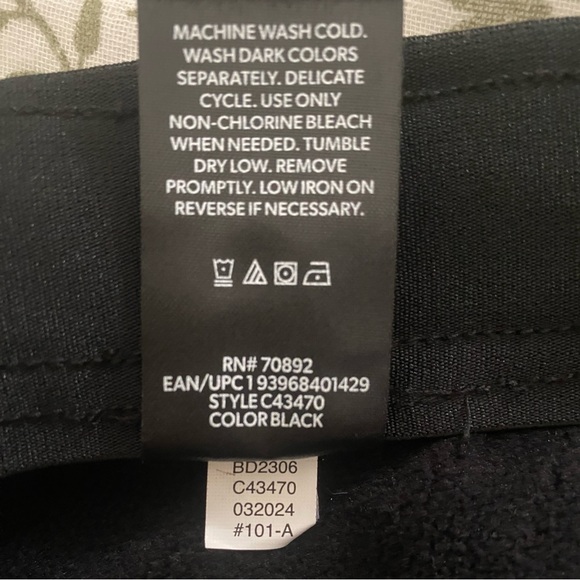 MACHINE WASH COLD.
WASH DARK COLORS
SEPARATELY. DELICATE
CYCLE. USE ONLY
NON-CHLORINE BLEACH
WHEN NEEDED. TUMBLE
DRY LOW. REMOVE
PROMPTLY. LOW IRON ON
REVERSE IF NECESSARY.
RN# 70892
EAN/UPC 1 93968401429
STYLE C43470
COLOR BLACK
BD2306
C43470
032024
#101-A